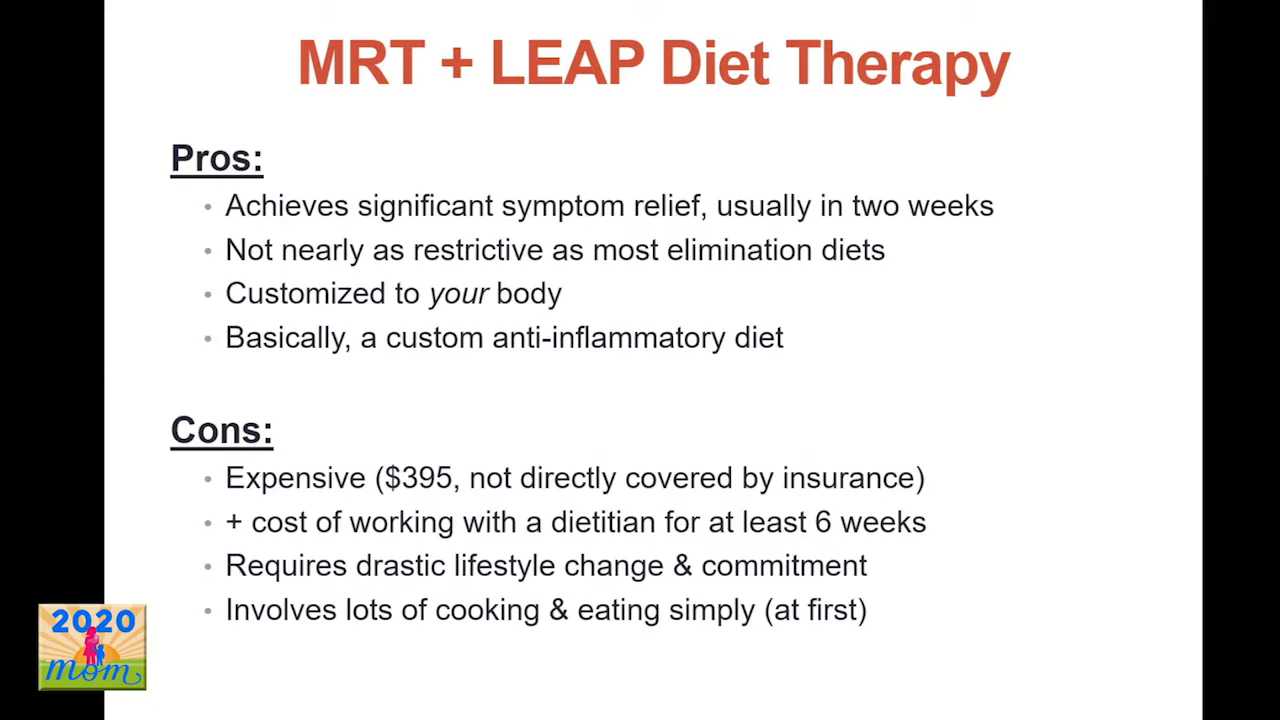 MRT + LEAP Diet Therapy
Pros:
• Achieves significant symptom relief, usually in two weeks
• Not nearly as restrictive as most elimination diets
• Customized to your body
• Basically, a custom anti-inflammatory diet
Cons:
• Expensive ($395, not directly covered by insurance)
• + cost of working with a dietitian for at least 6 weeks
• Requires drastic lifestyle change & commitment
• Involves lots of cooking & eating simply (at first)
2020
mom